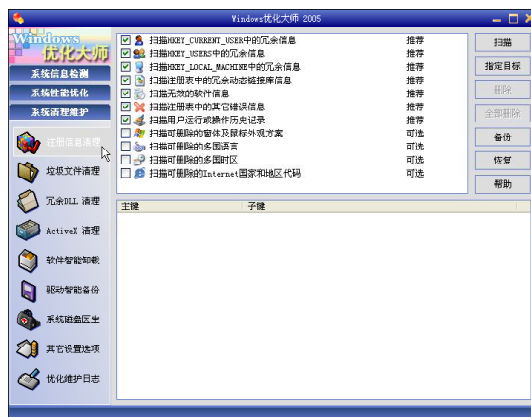 Windows优化大师 2005
Windows
优化大师
系统信息检测
系统性能优化
系统清理维护
注册信息清理
垃圾文件清理
冗余DLL 清理
ActiveX 清理
软件智能卸载
驱动智能备份
系统磁盘医生
其它设置选项
优化维护日志
扫描HKEY_CURRENT_USER中的冗余信息 推荐
扫描HKEY_USERS中的冗余信息 推荐
扫描HKEY_LOCAL_MACHINE中的冗余信息 推荐
扫描注册表中的冗余动态链接库信息 推荐
扫描无效的软件信息 推荐
扫描注册表中的其它错误信息 推荐
扫描用户运行或操作历史记录 推荐
扫描可删除的窗体及鼠标外观方案 可选
扫描可删除的多国语言 可选
扫描可删除的多国时区 可选
扫描可删除的Internet国家和地区代码 可选
主键 子键
扫描
指定目标
删除
全部删除
备份
恢复
帮助